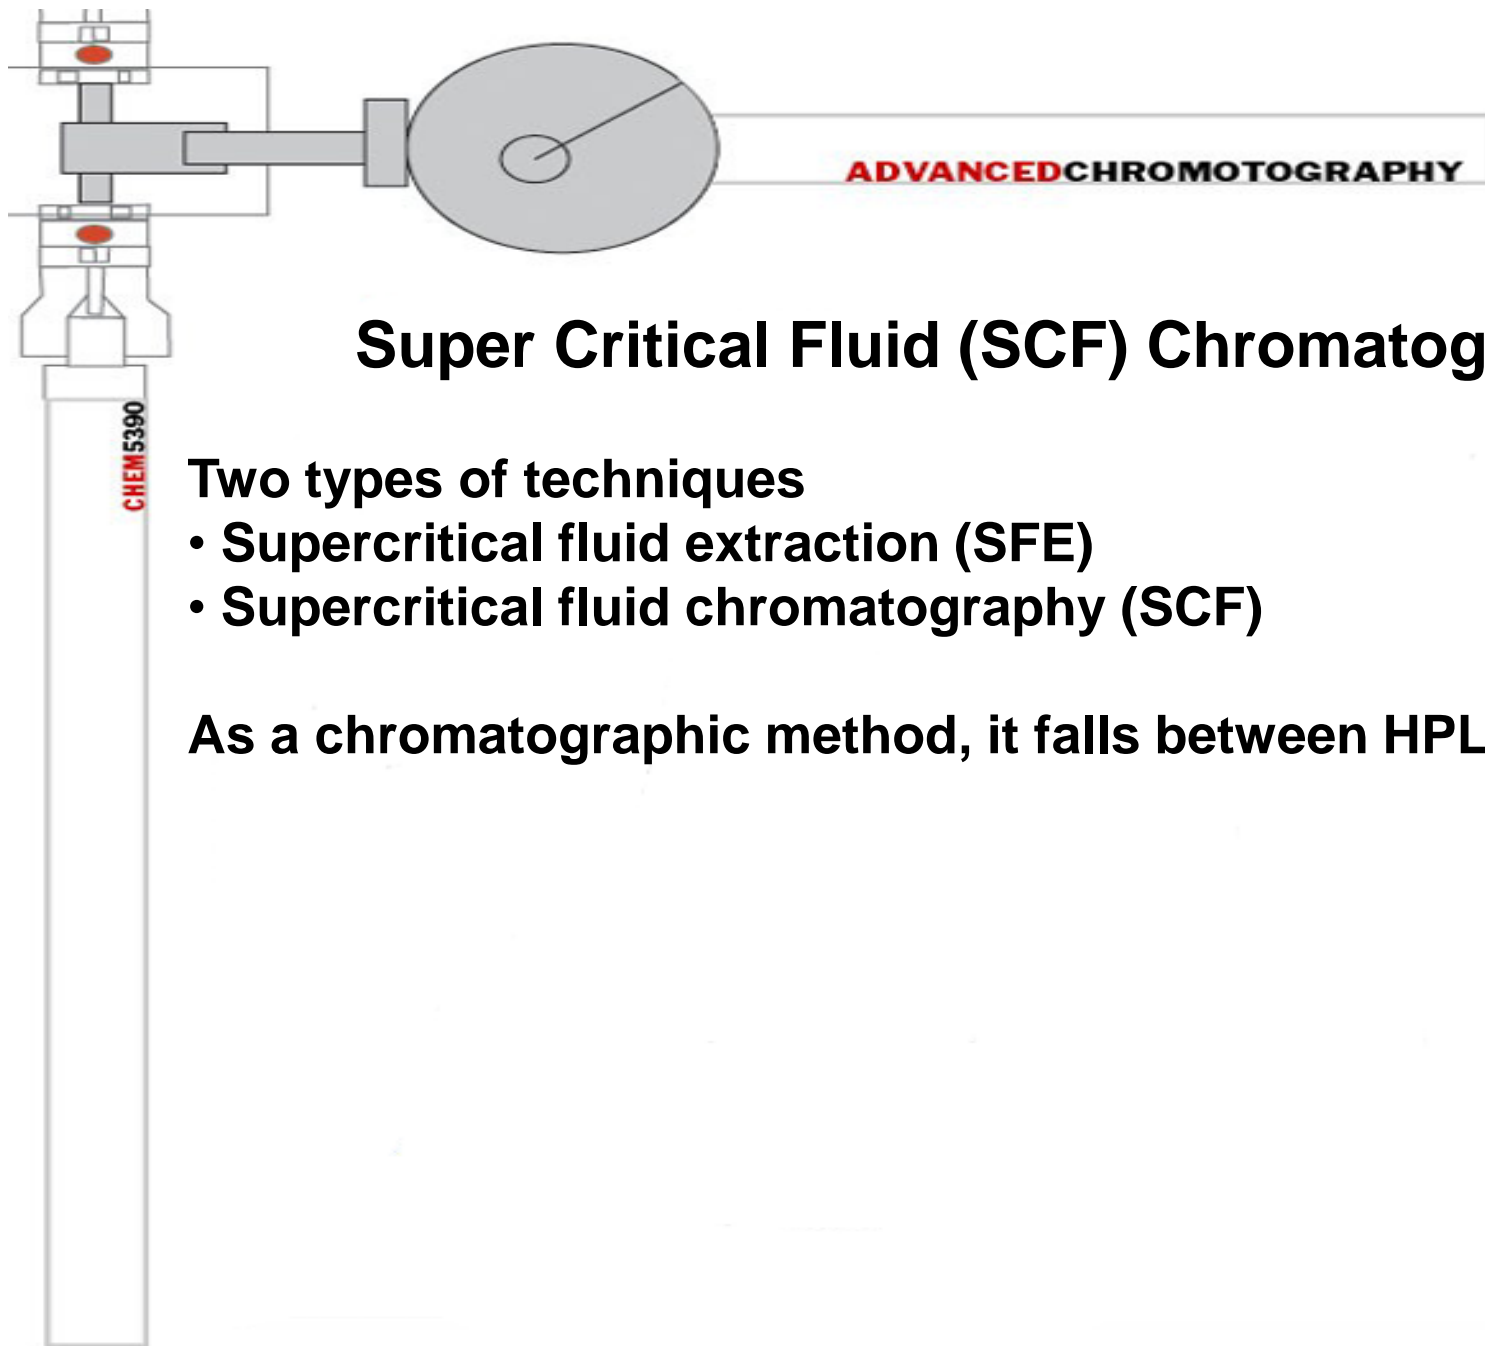 ADVANCEDCHROMOTOGRAPHY
Super Critical Fluid (SCF) Chromatog
CHEM5390
Two types of techniques
• Supercritical fluid extraction (SFE)
• Supercritical fluid chromatography (SCF)
As a chromatographic method, it falls between HPL